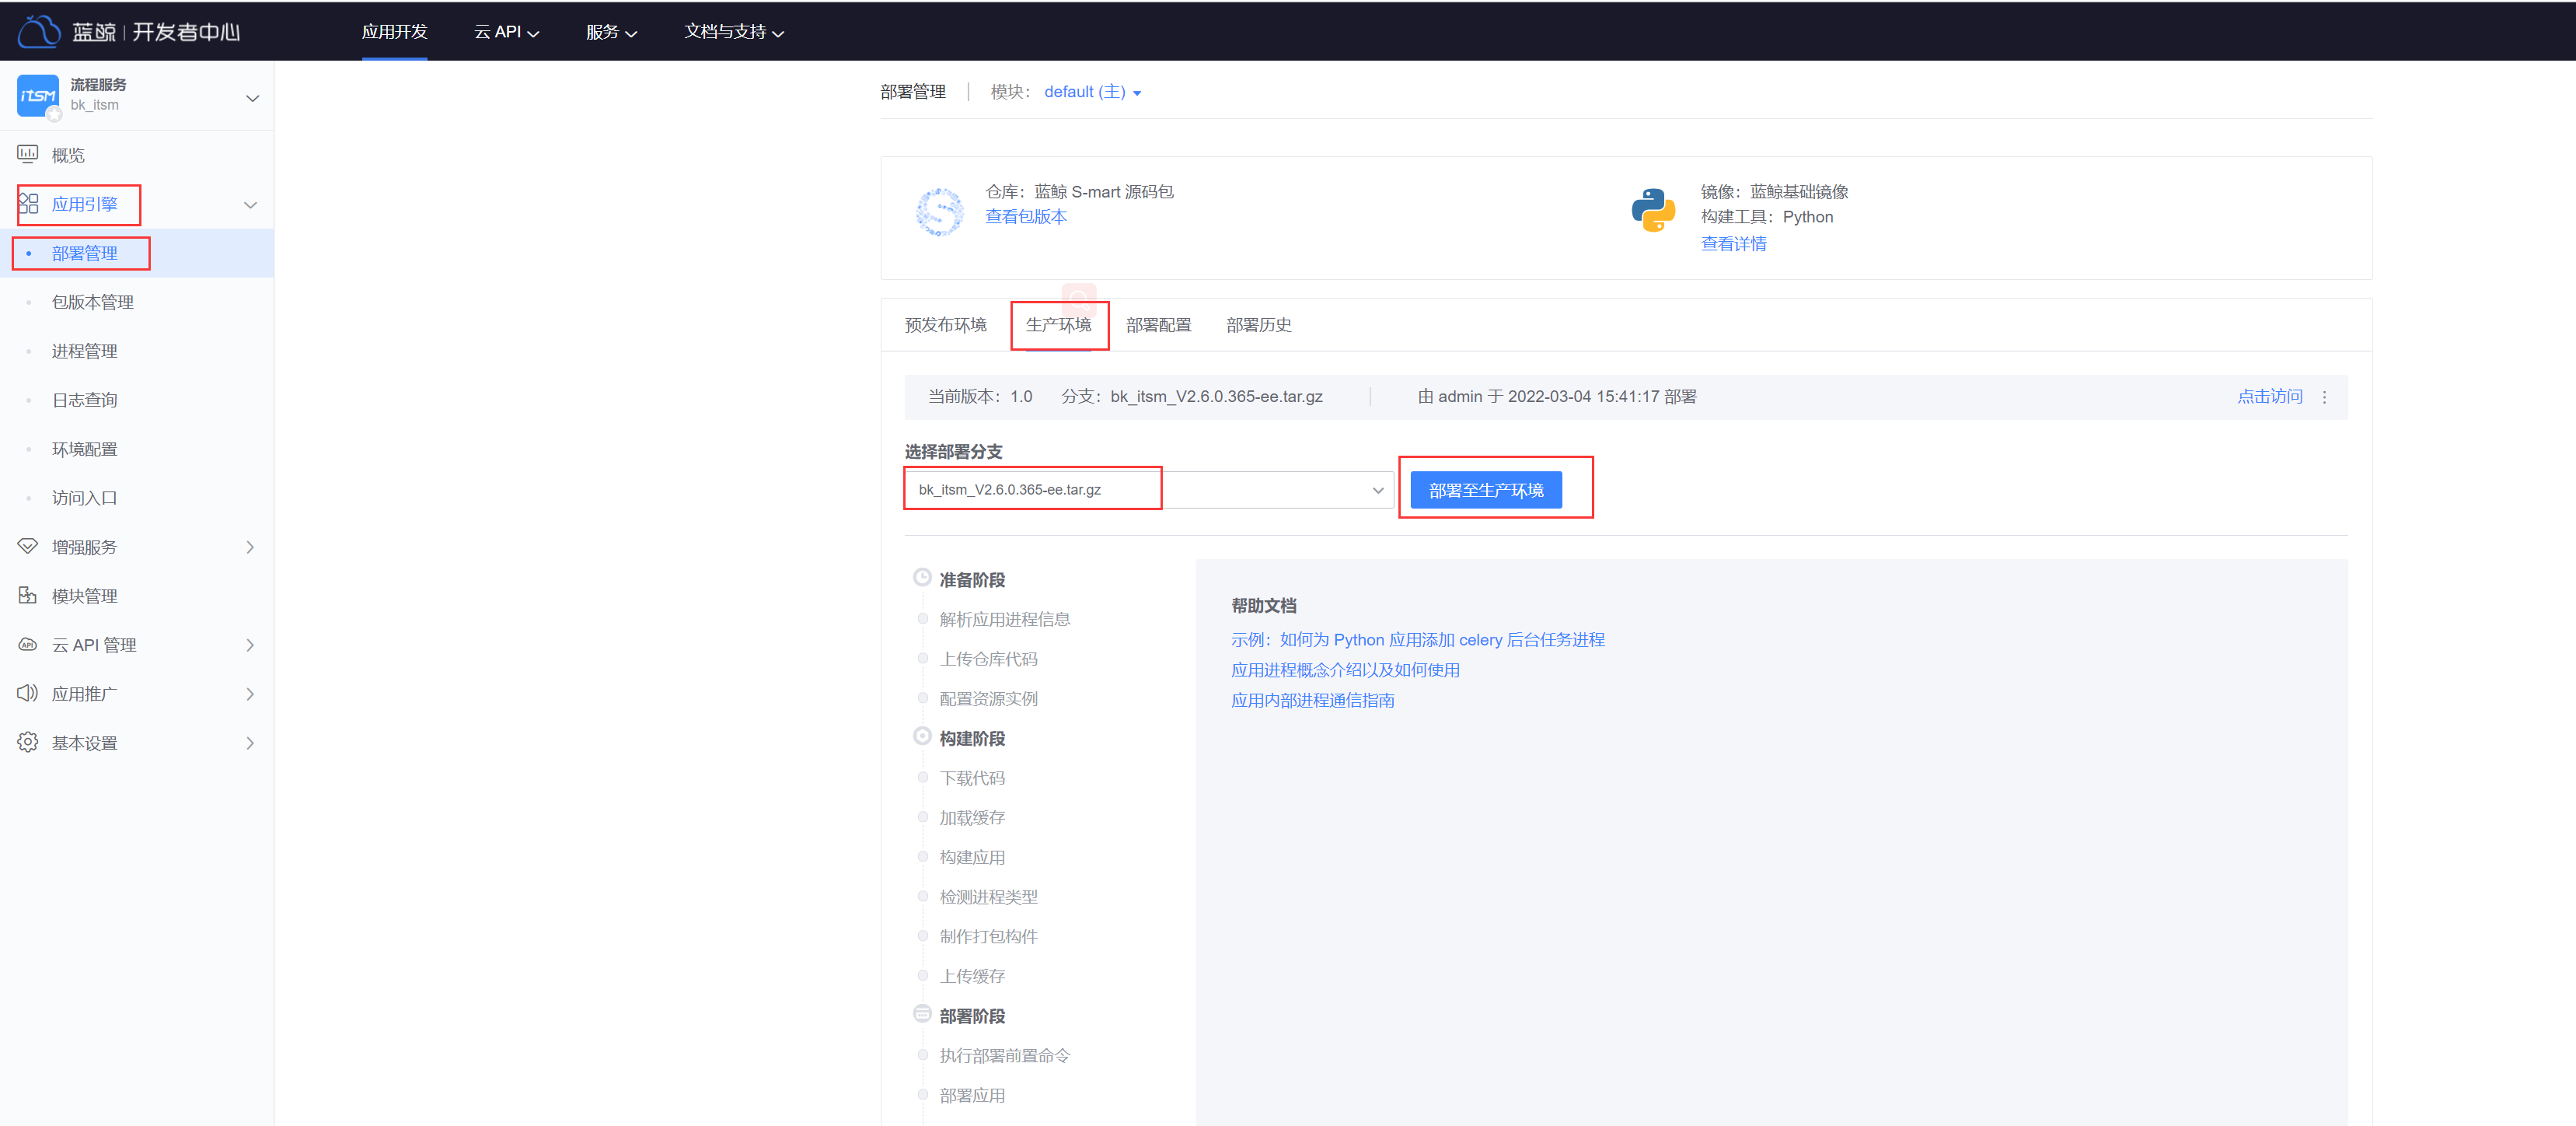 蓝鲸 | 开发者中心
应用开发
云 API
服务
文档与支持
iTSM
流程服务
bk_itsm
概览
应用引擎
部署管理
包版本管理
进程管理
日志查询
环境配置
访问入口
增强服务
模块管理
API
云 API 管理
应用推广
基本设置
部署管理
模块： default (主)
仓库：蓝鲸 S-mart 源码包
查看包版本
镜像：蓝鲸基础镜像
构建工具：Python
查看详情
预发布环境
生产环境
部署配置
部署历史
当前版本：1.0 分支：bk_itsm_V2.6.0.365-ee.tar.gz
由 admin 于 2022-03-04 15:41:17 部署
点击访问
选择部署分支
bk_itsm_V2.6.0.365-ee.tar.gz
部署至生产环境
准备阶段
解析应用进程信息
上传仓库代码
配置资源实例
构建阶段
下载代码
加载缓存
构建应用
检测进程类型
制作打包构件
上传缓存
部署阶段
执行部署前置命令
部署应用
帮助文档
示例：如何为 Python 应用添加 celery 后台任务进程
应用进程概念介绍以及如何使用
应用内部进程通信指南